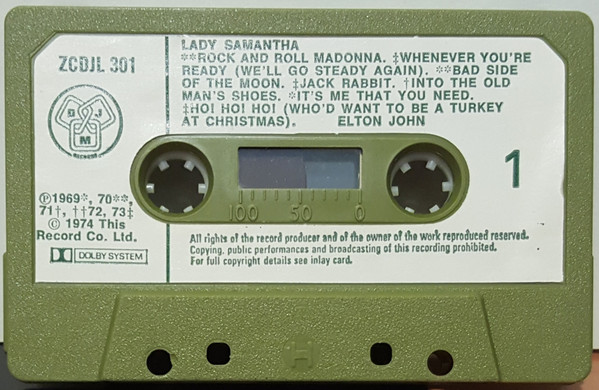 LADY SAMANTHA
**ROCK AND ROLL MADONNA. ‡WHENEVER YOU'RE
READY (WE'LL GO STEADY AGAIN). **BAD SIDE
OF THE MOON. ‡JACK RABBIT. †INTO THE OLD
MAN'S SHOES. *IT'S ME THAT YOU NEED.
‡HO! HO! HO! (WHO'D WANT TO BE A TURKEY
AT CHRISTMAS). ELTON JOHN
ZCDJL 301
D J
M
RECORDS
1
100 50 0
Ⓟ1969*, 70**,
71†, ††72, 73‡
© 1974 This
Record Co. Ltd.
DOLBY SYSTEM
All rights of the record producer and of the owner of the work reproduced reserved.
Copying, public performances and broadcasting of this recording prohibited.
For full copyright details see inlay card.
H